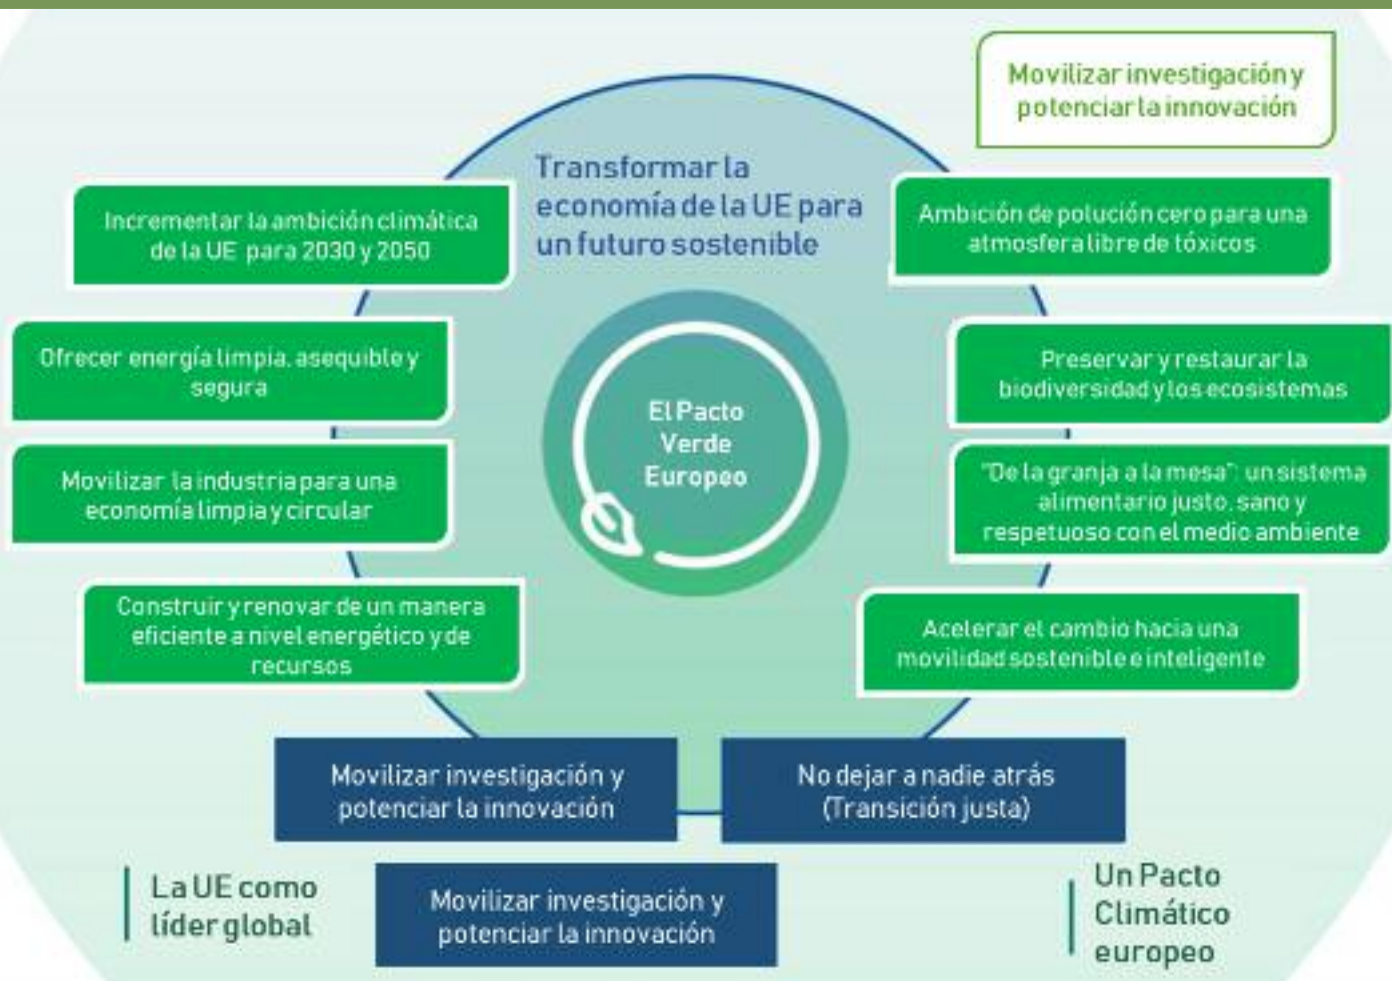 Movilizar investigación y
potenciar la innovación
Transformar la
economía de la UE para
un futuro sostenible
Incrementar la ambición climática
de la UE para 2030 y 2050
Ambición de polución cero para una
atmosfera libre de tóxicos
Ofrecer energía limpia, asequible y
segura
Preservar y restaurar la
biodiversidad y los ecosistemas
El Pacto
Verde
Europeo
Movilizar la industria para una
economía limpia y circular
"De la granja a la mesa": un sistema
alimentario justo, sano y
respetuoso con el medio ambiente
Construir y renovar de un manera
eficiente a nivel energético y de
recursos
Acelerar el cambio hacia una
movilidad sostenible e inteligente
Movilizar investigación y
potenciar la innovación
No dejar a nadie atrás
(Transición justa)
La UE como
líder global
Movilizar investigación y
potenciar la innovación
Un Pacto
Climático
europeo